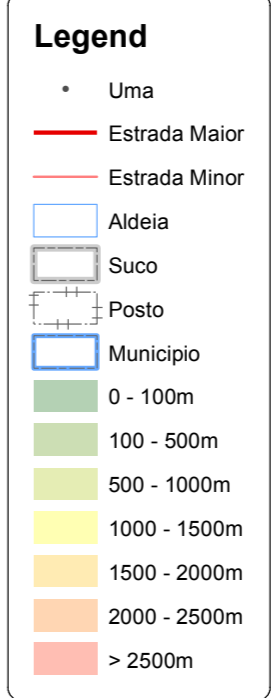 Legend
Uma
Estrada Maior
Estrada Minor
Aldeia
Suco
Posto
Municipio
0 - 100m
100 - 500m
500 - 1000m
1000 - 1500m
1500 - 2000m
2000 - 2500m
> 2500m